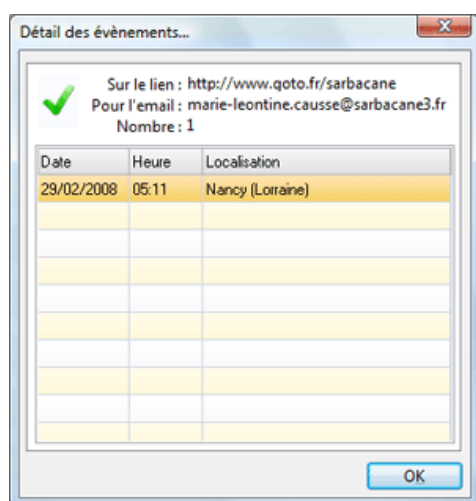 Détail des évènements...
Sur le lien : http://www.goto.fr/sarbacane
Pour l'email : marie-leontine.causse@sarbacane3.fr
Nombre : 1
Date Heure Localisation
29/02/2008 05:11 Nancy (Lorraine)
OK